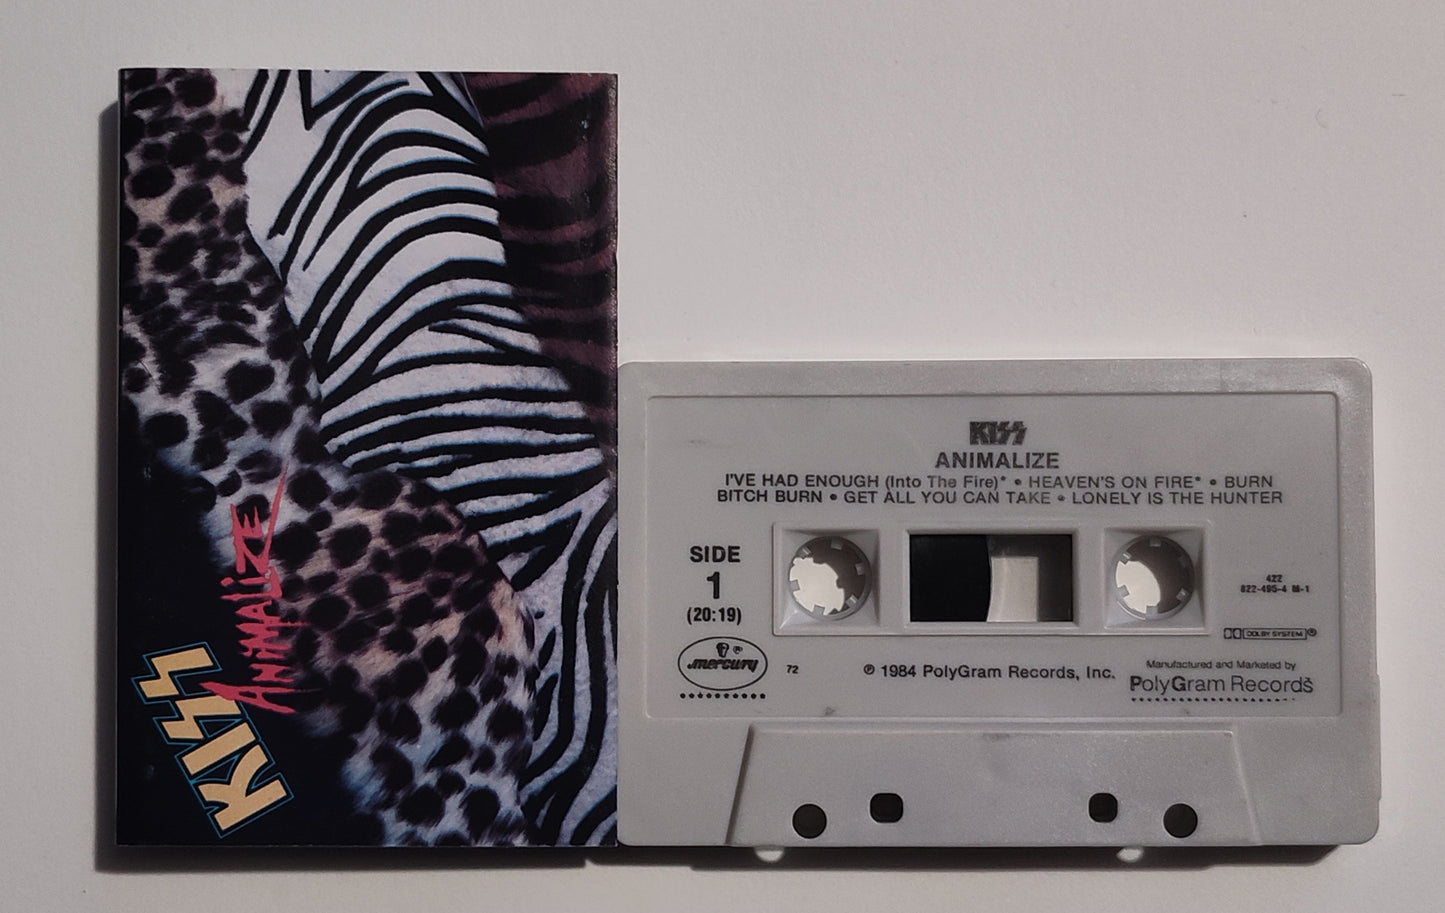 KISS
ANIMALIZE
KISS
ANIMALIZE
I'VE HAD ENOUGH (Into The Fire)* • HEAVEN'S ON FIRE* • BURN
BITCH BURN • GET ALL YOU CAN TAKE • LONELY IS THE HUNTER
SIDE
1
(20:19)
422
822-495-4 M-1
DOLBY SYSTEM ®
mercury ®
72
℗ 1984 PolyGram Records, Inc.
Manufactured and Marketed by
PolyGram Records